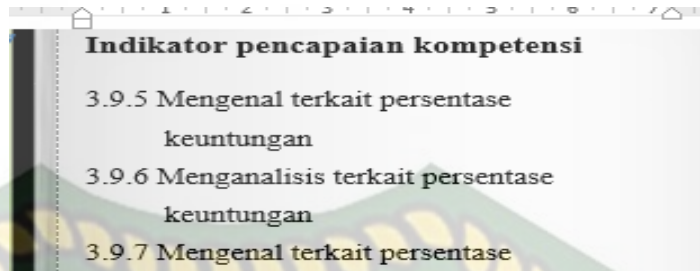 Indikator pencapaian kompetensi
3.9.5 Mengenal terkait persentase
keuntungan
3.9.6 Menganalisis terkait persentase
keuntungan
3.9.7 Mengenal terkait persentase